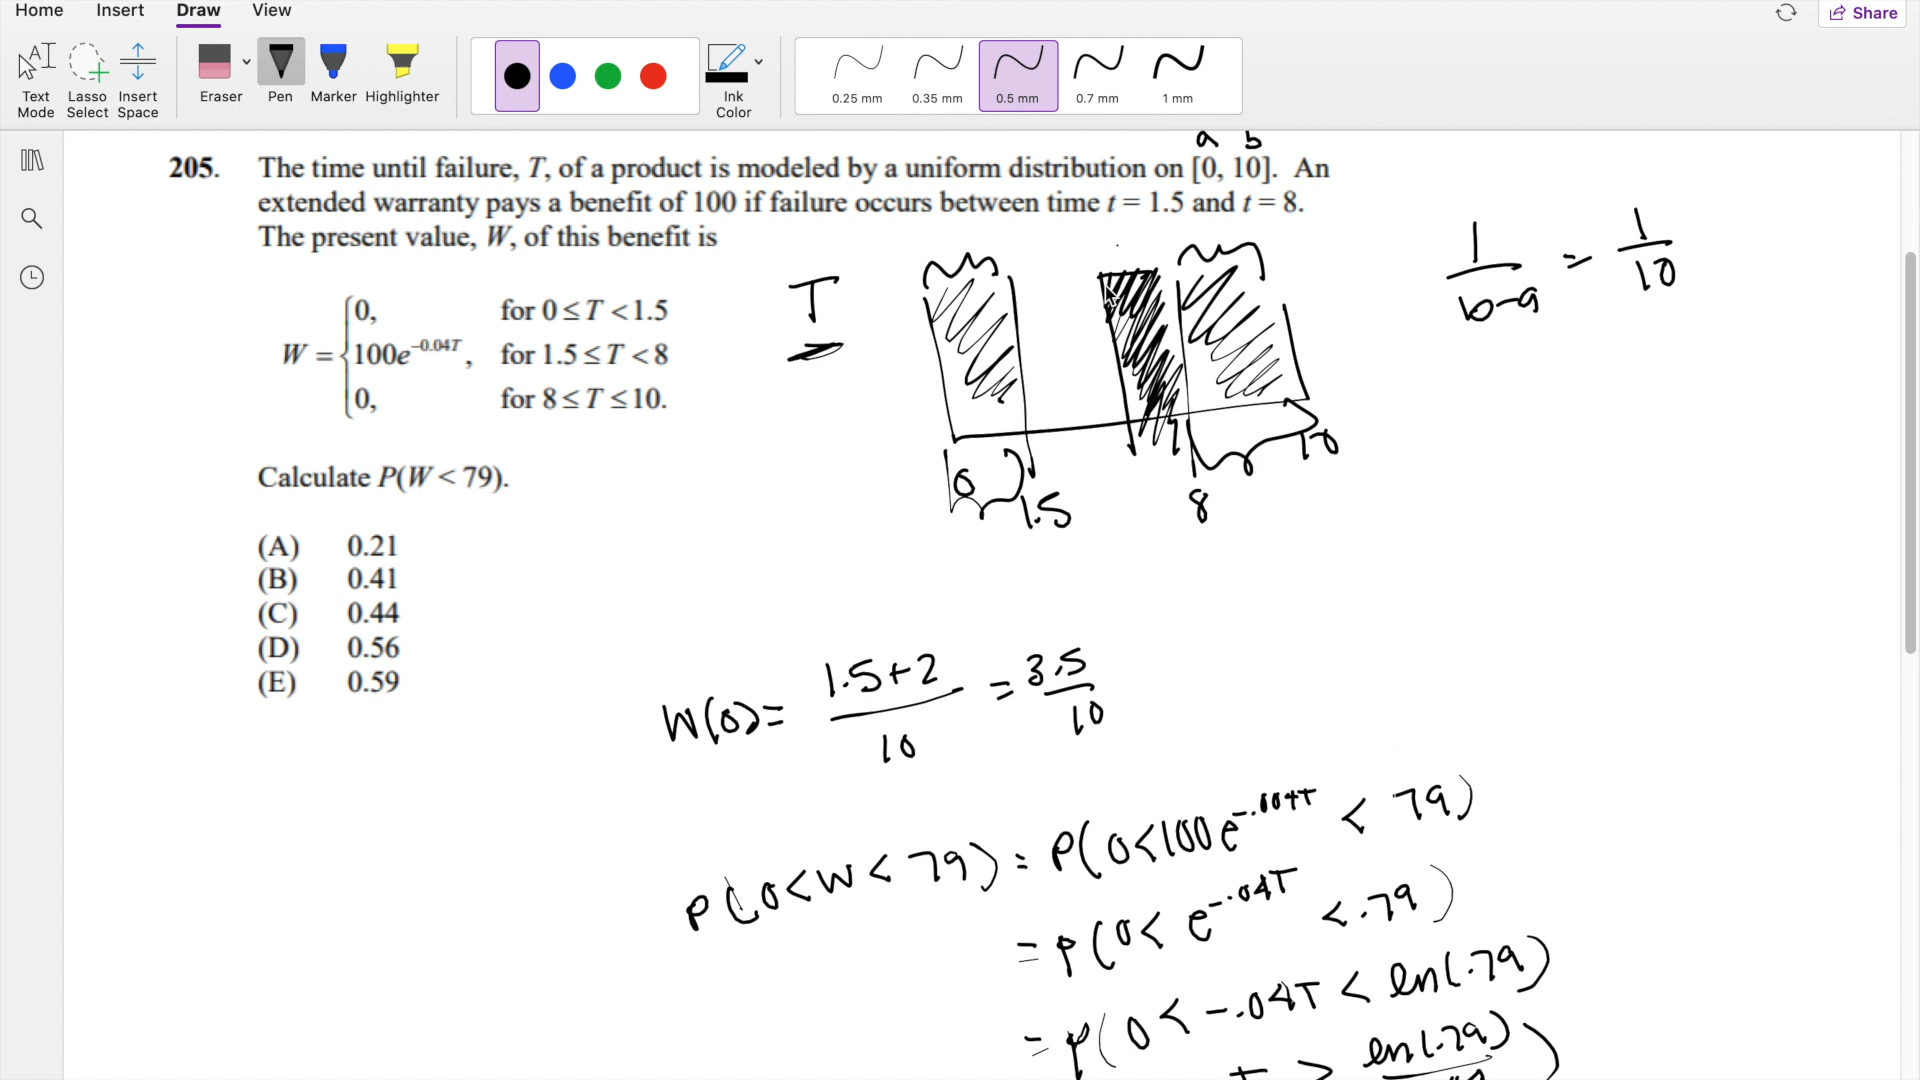 Home Insert Draw View
Share
Text Mode
Lasso Select
Insert Space
Eraser
Pen
Marker
Highlighter
Ink Color
0.25 mm
0.35 mm
0.5 mm
0.7 mm
1 mm
a b
205. The time until failure, T, of a product is modeled by a uniform distribution on [0, 10]. An
extended warranty pays a benefit of 100 if failure occurs between time t = 1.5 and t = 8.
The present value, W, of this benefit is
1/(b-a) = 1/10
T
W = { 0, for 0 ≤ T < 1.5
100e^{-0.04T}, for 1.5 ≤ T < 8
0, for 8 ≤ T ≤ 10.
0 1.5 8 10
Calculate P(W < 79).
(A) 0.21
(B) 0.41
(C) 0.44
(D) 0.56
(E) 0.59
W(0) = (1.5+2)/10 = 3.5/10
P(0<W<79) = P(0<100e^{-.004T} < 79)
= P(0< e^{-.04T} < .79)
= P(0 < -.04T < ln(.79)
T > ln(.79)